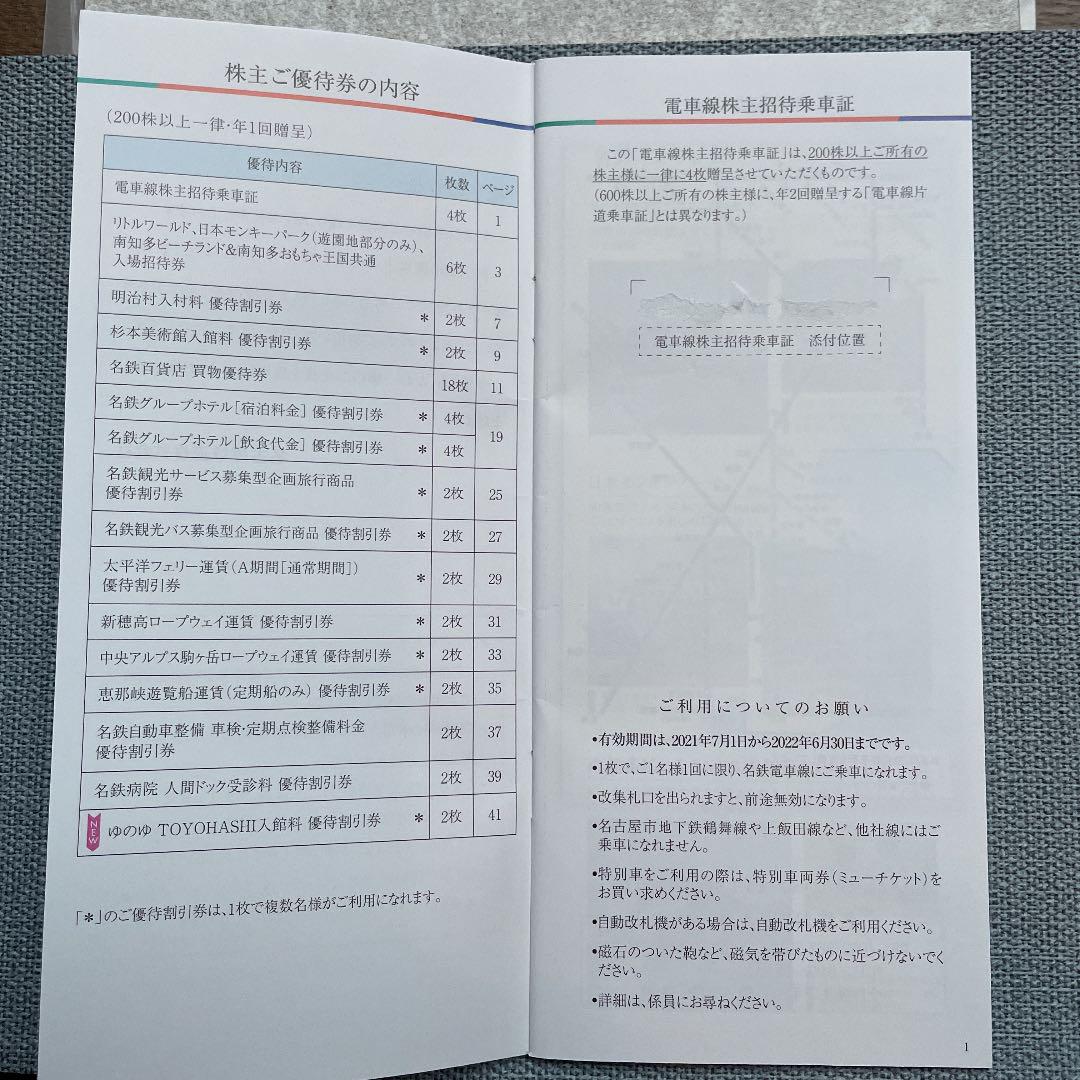 株主ご優待券の内容
(200株以上一律・年1回贈呈)
優待内容 枚数 ページ
電車線株主招待乗車証 4枚 1
リトルワールド、日本モンキーパーク(遊園地部分のみ)、
南知多ビーチランド&南知多おもちゃ王国共通
入場招待券 6枚 3
明治村入村料 優待割引券 * 2枚 7
杉本美術館入館料 優待割引券 * 2枚 9
名鉄百貨店 買物優待券 18枚 11
名鉄グループホテル[宿泊料金] 優待割引券 * 4枚 19
名鉄グループホテル[飲食代金] 優待割引券 * 4枚
名鉄観光サービス募集型企画旅行商品
優待割引券 * 2枚 25
名鉄観光バス募集型企画旅行商品 優待割引券 * 2枚 27
太平洋フェリー運賃(A期間[通常期間])
優待割引券 * 2枚 29
新穂高ロープウェイ運賃 優待割引券 * 2枚 31
中央アルプス駒ヶ岳ロープウェイ運賃 優待割引券 * 2枚 33
恵那峡遊覧船運賃(定期船のみ) 優待割引券 * 2枚 35
名鉄自動車整備 車検・定期点検整備料金
優待割引券 2枚 37
名鉄病院 人間ドック受診料 優待割引券 2枚 39
NEW ゆのゆ TOYOHASHI入館料 優待割引券 * 2枚 41
「*」のご優待割引券は、1枚で複数名様がご利用になれます。
電車線株主招待乗車証
この「電車線株主招待乗車証」は、200株以上ご所有の
株主様に一律に4枚贈呈させていただくものです。
(600株以上ご所有の株主様に、年2回贈呈する「電車線片
道乗車証」とは異なります。)
電車線株主招待乗車証 添付位置
ご利用についてのお願い
•有効期間は、2021年7月1日から2022年6月30日までです。
•1枚で、ご1名様1回に限り、名鉄電車線にご乗車になれます。
•改集札口を出られますと、前途無効になります。
•名古屋市地下鉄鶴舞線や上飯田線など、他社線にはご
乗車になれません。
•特別車をご利用の際は、特別車両券(ミューチケット)を
お買い求めください。
•自動改札機がある場合は、自動改札機をご利用ください。
•磁石のついた鞄など、磁気を帯びたものに近づけないでく
ださい。
•詳細は、係員にお尋ねください。
1